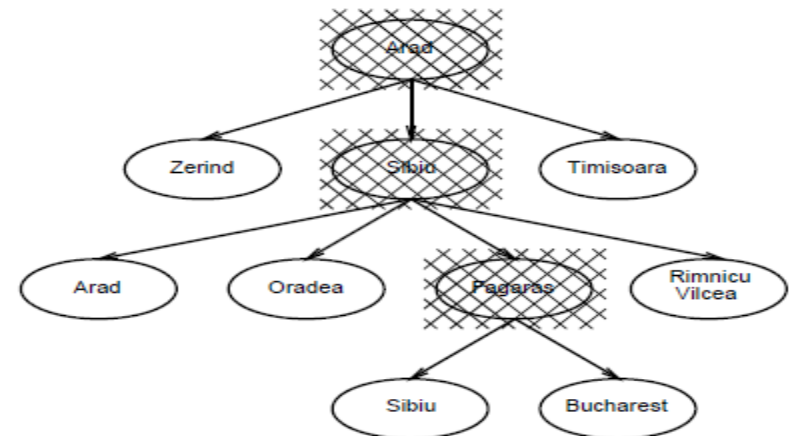 Arad
Zerind
Sibiu
Timisoara
Arad
Oradea
Fagaras
Rimnicu
Vilcea
Sibiu
Bucharest